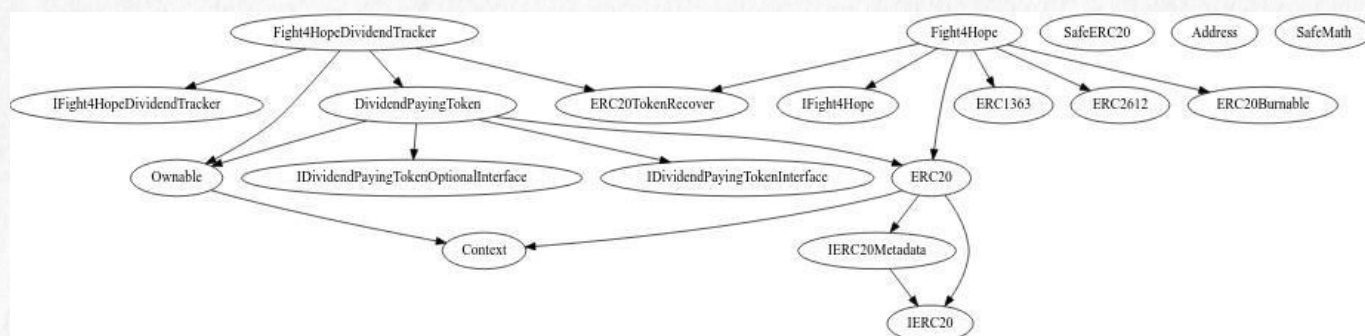 Fight4HopeDividendTracker
Fight4Hope
SafeERC20
Address
SafeMath
IFight4HopeDividendTracker
DividendPayingToken
ERC20TokenRecover
IFight4Hope
ERC1363
ERC2612
ERC20Burnable
Ownable
IDividendPayingTokenOptionalInterface
IDividendPayingTokenInterface
ERC20
Context
IERC20Metadata
IERC20